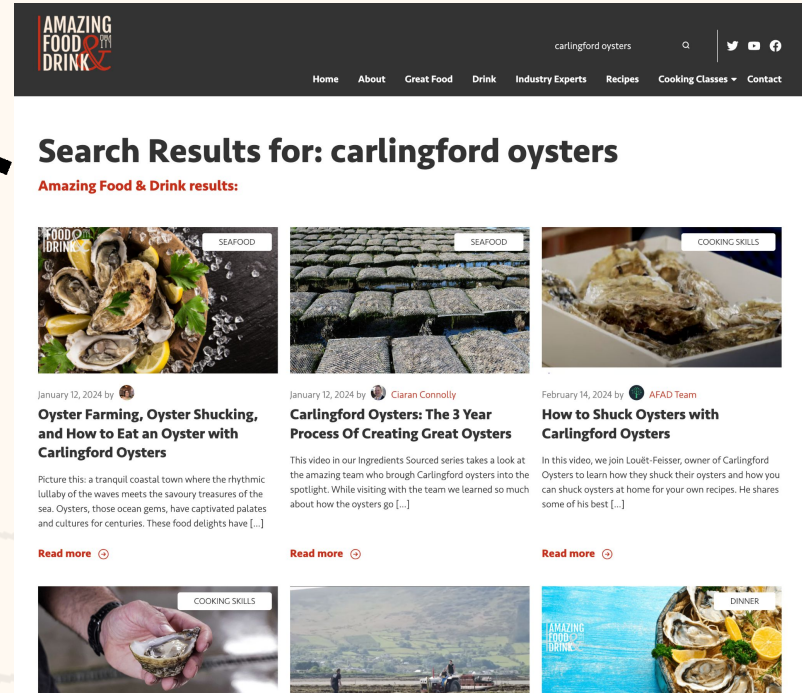 AMAZING
FOOD &
DRINK
carlingford oysters
Home About Great Food Drink Industry Experts Recipes Cooking Classes Contact
Search Results for: carlingford oysters
Amazing Food & Drink results:
FOOD &
DRINK
SEAFOOD
January 12, 2024 by
Oyster Farming, Oyster Shucking,
and How to Eat an Oyster with
Carlingford Oysters
Picture this: a tranquil coastal town where the rhythmic
lullaby of the waves meets the savoury treasures of the
sea. Oysters, those ocean gems, have captivated palates
and cultures for centuries. These food delights have [...]
Read more
SEAFOOD
January 12, 2024 by Ciaran Connolly
Carlingford Oysters: The 3 Year
Process Of Creating Great Oysters
This video in our Ingredients Sourced series takes a look at
the amazing team who brough Carlingford oysters into the
spotlight. While visiting with the team we learned so much
about how the oysters go [...]
Read more
COOKING SKILLS
February 14, 2024 by AFAD Team
How to Shuck Oysters with
Carlingford Oysters
In this video, we join Louët-Feisser, owner of Carlingford
Oysters to learn how they shuck their oysters and how you
can shuck oysters at home for your own recipes. He shares
some of his best [...]
Read more
COOKING SKILLS
AMAZING
FOOD &
DRINK
DINNER